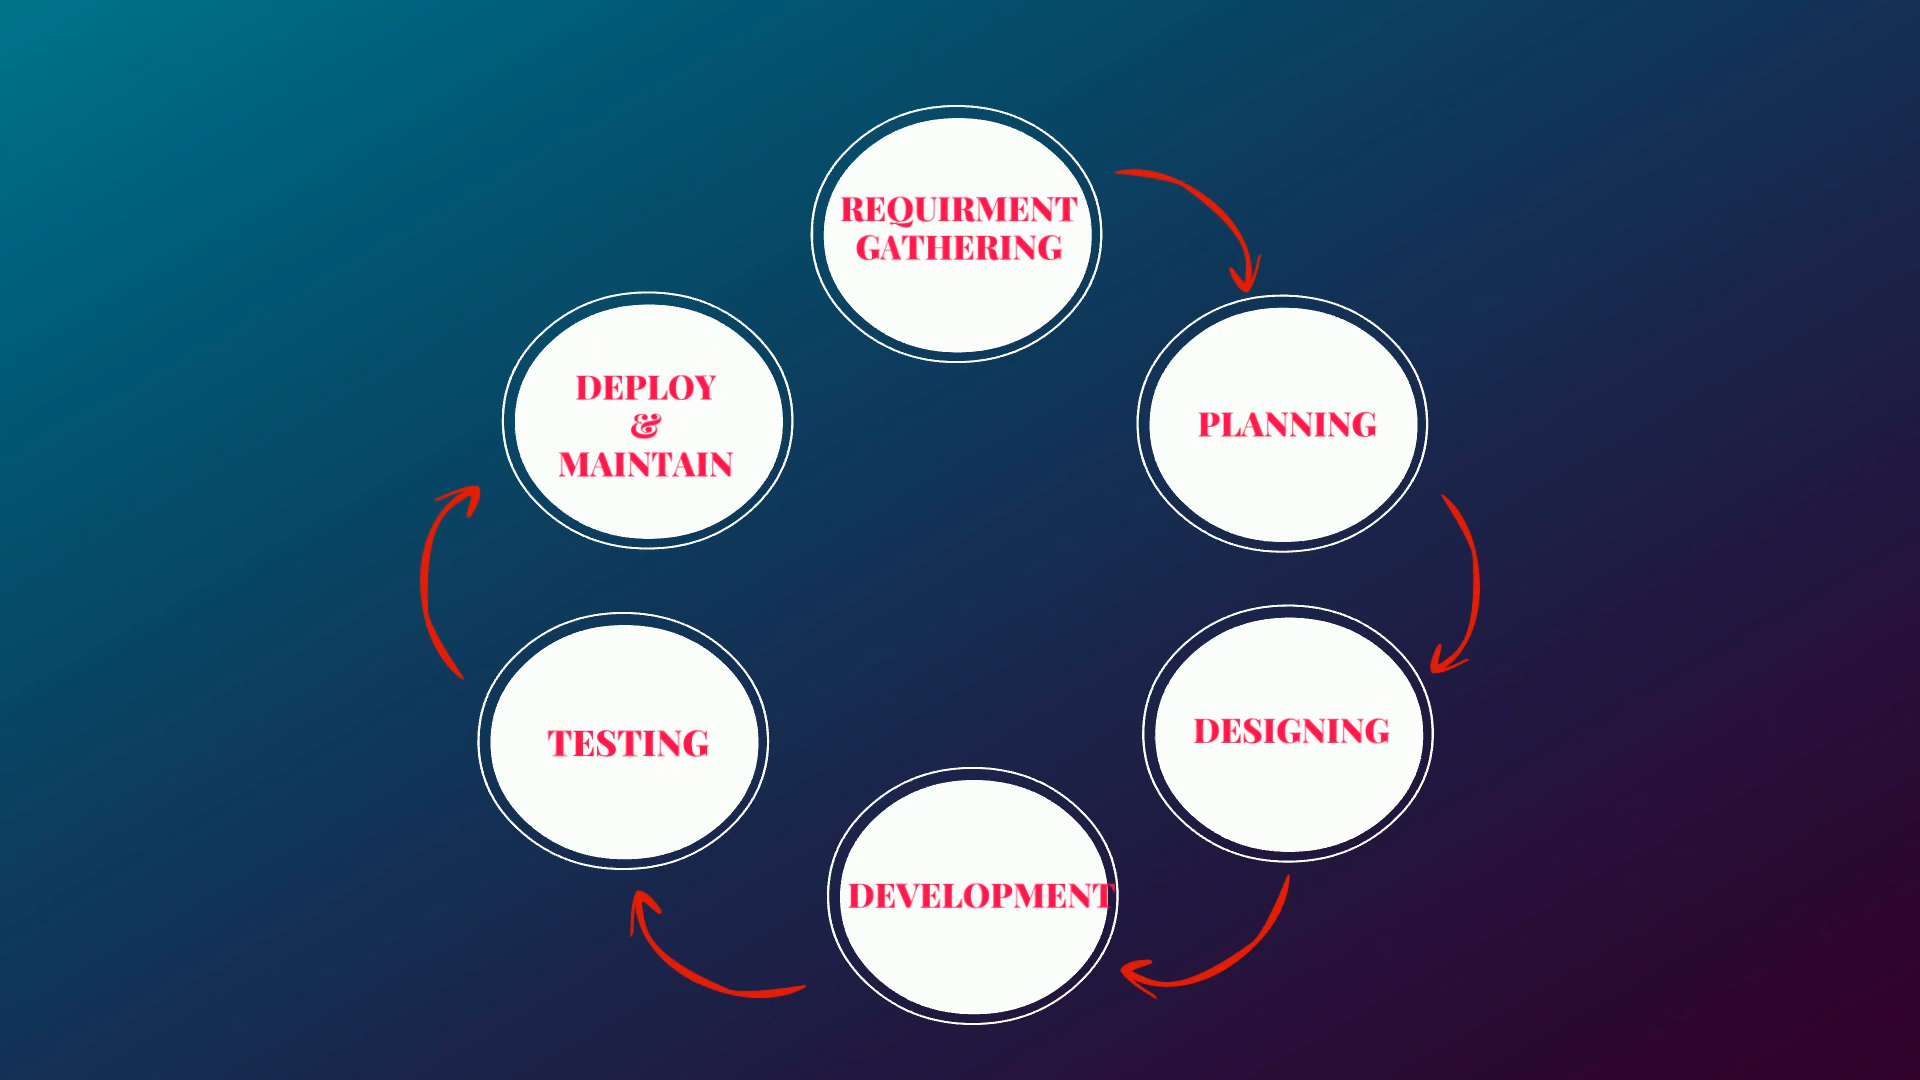 REQUIRMENT
GATHERING
PLANNING
DESIGNING
DEVELOPMENT
TESTING
DEPLOY
&
MAINTAIN